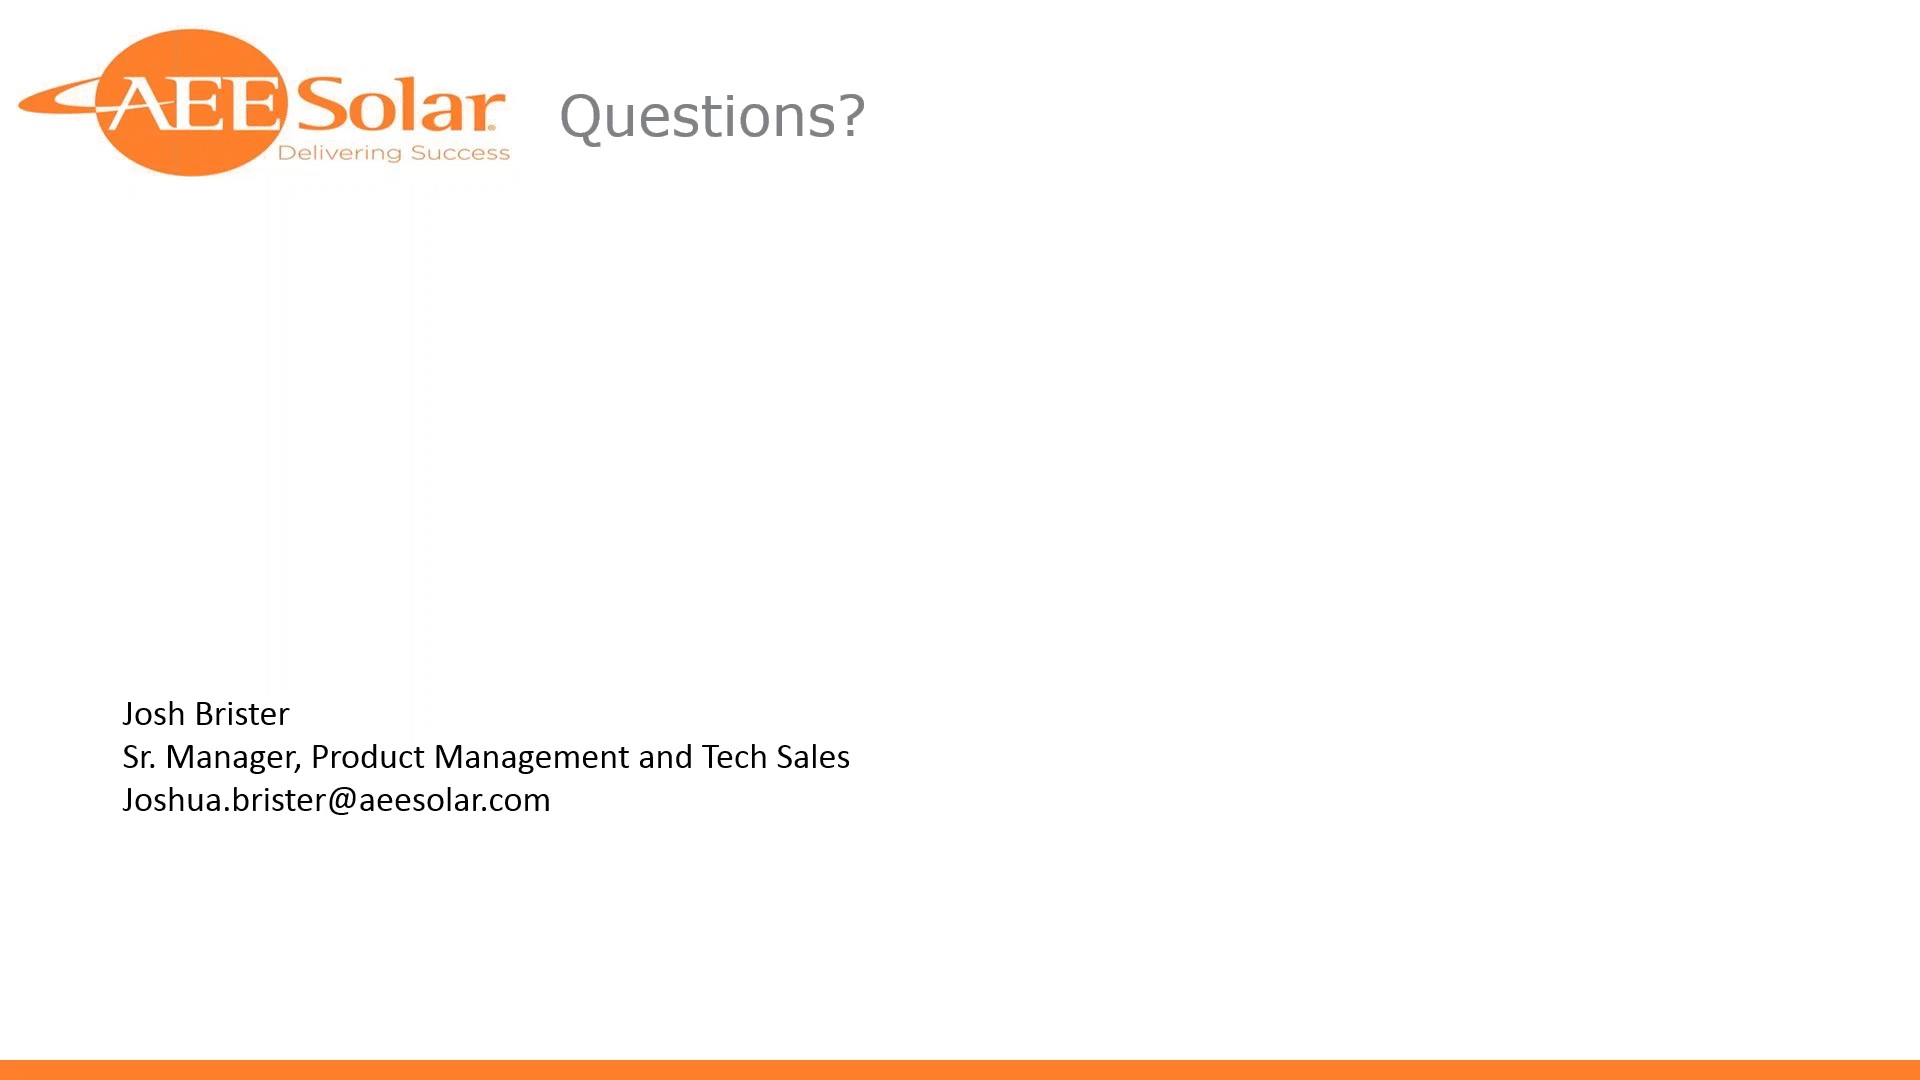 AEE Solar
Delivering Success
Questions?
Josh Brister
Sr. Manager, Product Management and Tech Sales
Joshua.brister@aeesolar.com